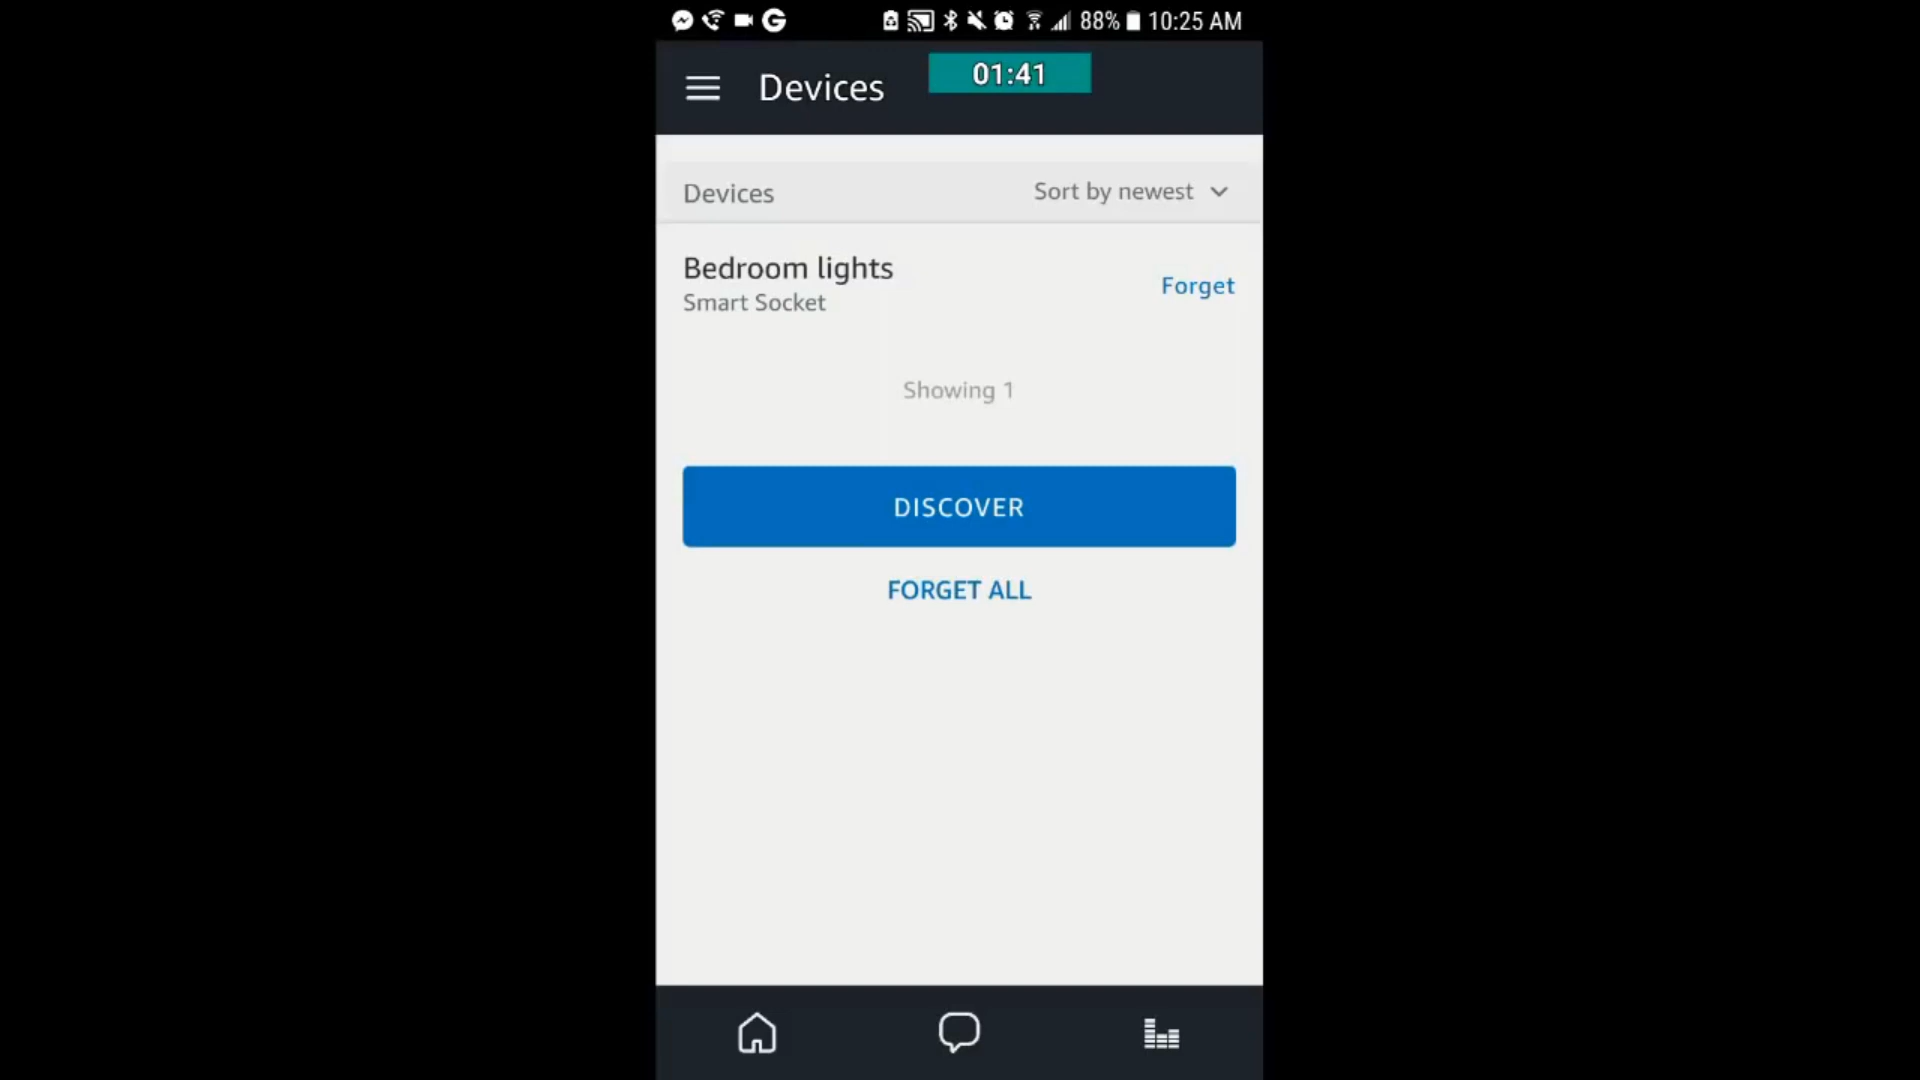 88% 10:25 AM
Devices
01:41
Devices
Sort by newest
Bedroom lights
Smart Socket
Forget
Showing 1
DISCOVER
FORGET ALL